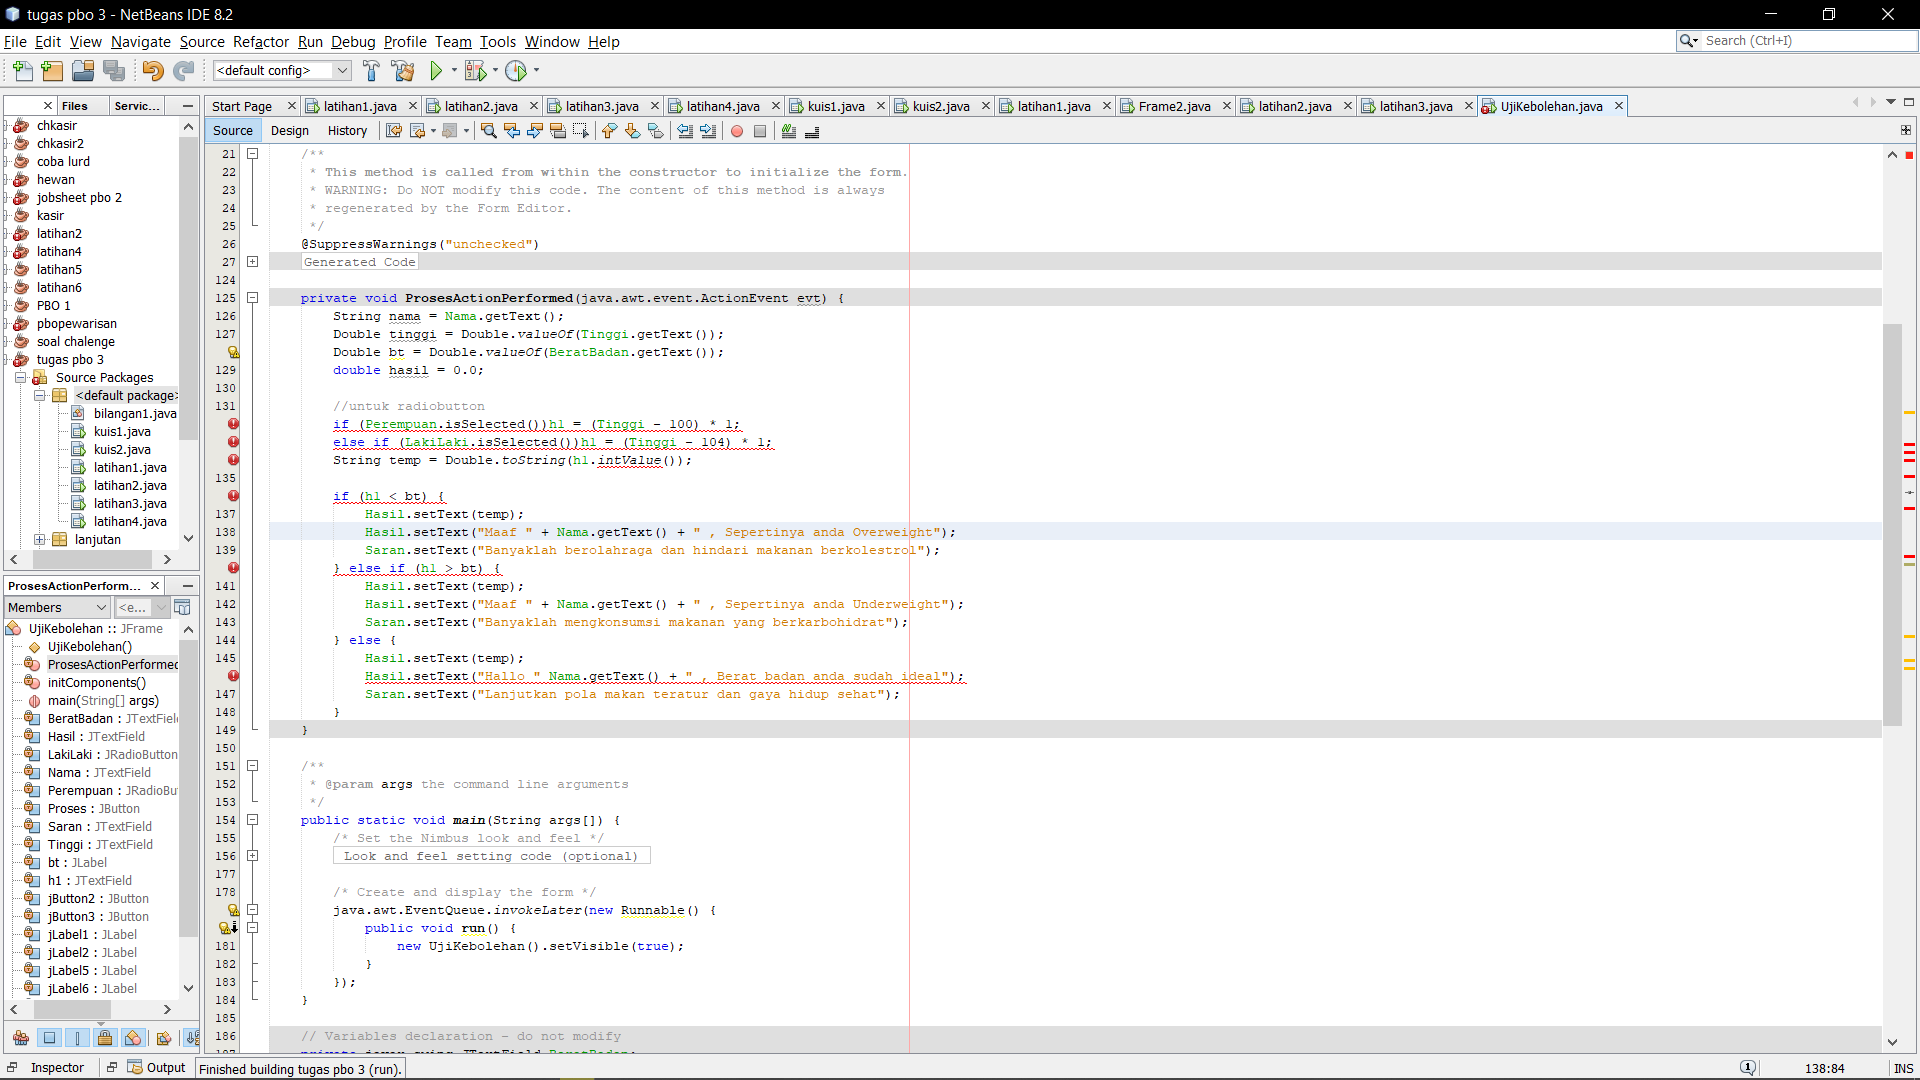 tugas pbo 3 - NetBeans IDE 8.2
File Edit View Navigate Source Refactor Run Debug Profile Team Tools Window Help
Search (Ctrl+I)
<default config>
Files Servic...
Start Page latihan1.java latihan2.java latihan3.java latihan4.java kuis1.java kuis2.java latihan1.java Frame2.java latihan2.java latihan3.java UjiKebolehan.java
Source Design History
chkasir
chkasir2
coba lurd
hewan
jobsheet pbo 2
kasir
latihan2
latihan4
latihan5
latihan6
PBO 1
pbopewarisan
soal chalenge
tugas pbo 3
Source Packages
<default package>
bilangan1.java
kuis1.java
kuis2.java
latihan1.java
latihan2.java
latihan3.java
latihan4.java
lanjutan
ProsesActionPerform...
Members <e...
UjiKebolehan :: JFrame
UjiKebolehan()
ProsesActionPerformed
initComponents()
main(String[] args)
BeratBadan : JTextFiel
Hasil : JTextField
LakiLaki : JRadioButton
Nama : JTextField
Perempuan : JRadioBu
Proses : JButton
Saran : JTextField
Tinggi : JTextField
bt : JLabel
h1 : JTextField
jButton2 : JButton
jButton3 : JButton
jLabel1 : JLabel
jLabel2 : JLabel
jLabel5 : JLabel
jLabel6 : JLabel
21 /**
22 * This method is called from within the constructor to initialize the form.
23 * WARNING: Do NOT modify this code. The content of this method is always
24 * regenerated by the Form Editor.
25 */
26 @SuppressWarnings("unchecked")
27 Generated Code
124
125 private void ProsesActionPerformed(java.awt.event.ActionEvent evt) {
126 String nama = Nama.getText();
127 Double tinggi = Double.valueOf(Tinggi.getText());
Double bt = Double.valueOf(BeratBadan.getText());
129 double hasil = 0.0;
130
131 //untuk radiobutton
if (Perempuan.isSelected())h1 = (Tinggi - 100) * 1;
else if (LakiLaki.isSelected())h1 = (Tinggi - 104) * 1;
String temp = Double.toString(h1.intValue());
135
if (h1 < bt) {
137 Hasil.setText(temp);
138 Hasil.setText("Maaf " + Nama.getText() + " , Sepertinya anda Overweight");
139 Saran.setText("Banyaklah berolahraga dan hindari makanan berkolestrol");
} else if (h1 > bt) {
141 Hasil.setText(temp);
142 Hasil.setText("Maaf " + Nama.getText() + " , Sepertinya anda Underweight");
143 Saran.setText("Banyaklah mengkonsumsi makanan yang berkarbohidrat");
144 } else {
145 Hasil.setText(temp);
Hasil.setText("Hallo " Nama.getText() + " , Berat badan anda sudah ideal");
147 Saran.setText("Lanjutkan pola makan teratur dan gaya hidup sehat");
148 }
149 }
150
151 /**
152 * @param args the command line arguments
153 */
154 public static void main(String args[]) {
155 /* Set the Nimbus look and feel */
156 Look and feel setting code (optional)
177
178 /* Create and display the form */
java.awt.EventQueue.invokeLater(new Runnable() {
public void run() {
181 new UjiKebolehan().setVisible(true);
182 }
183 });
184 }
185
186 // Variables declaration - do not modify
187 private javax.swing.JTextField BeratBadan;
Inspector Output Finished building tugas pbo 3 (run).
1 138:84 INS